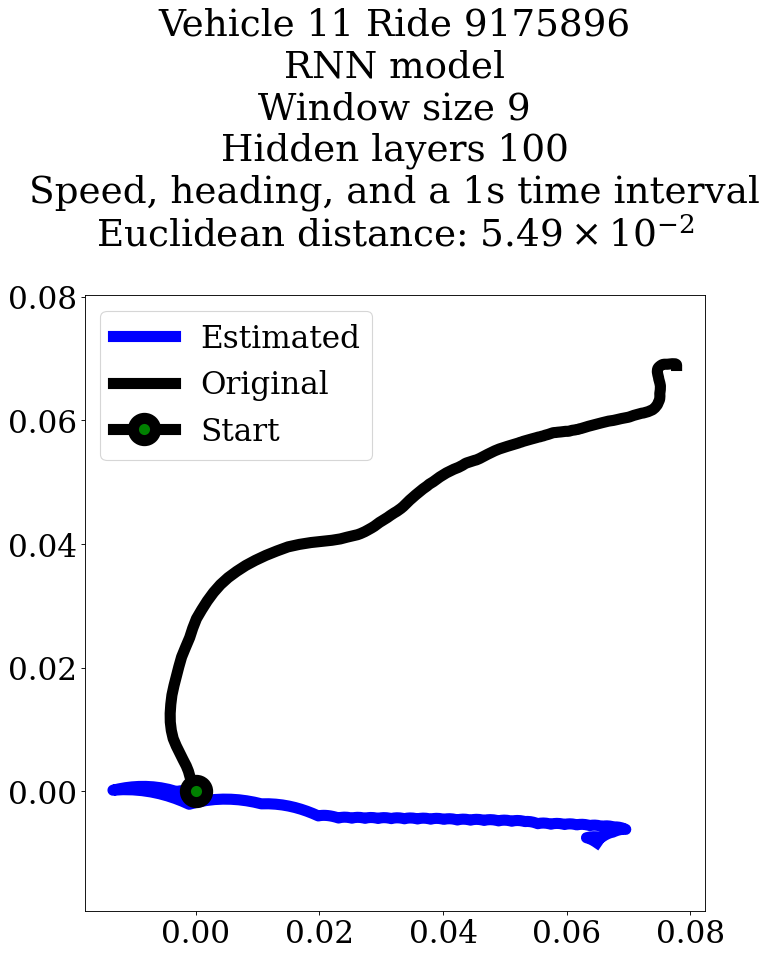 Vehicle 11 Ride 9175896
RNN model
Window size 9
Hidden layers 100
Speed, heading, and a 1s time interval
Euclidean distance: 5.49 × 10⁻²
0.08
0.06
0.04
0.02
0.00
Estimated
Original
Start
0.00 0.02 0.04 0.06 0.08